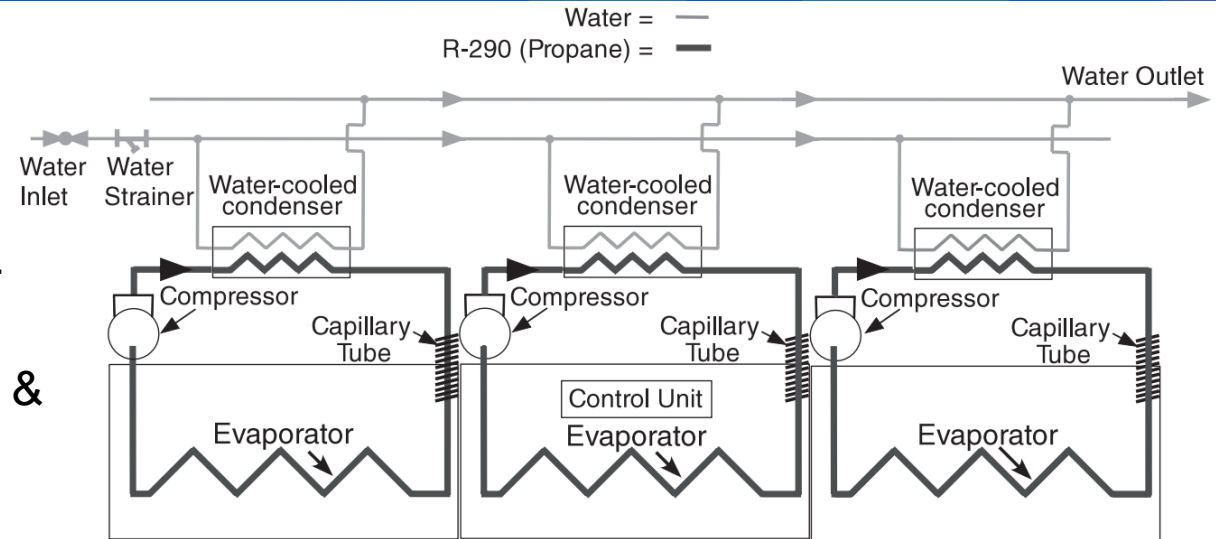 Water =
R-290 (Propane) =
Water Outlet
Water
Inlet
Water
Strainer
Water-cooled
condenser
Water-cooled
condenser
Water-cooled
condenser
Compressor
Compressor
Compressor
Capillary
Tube
Capillary
Tube
Capillary
Tube
&
Control Unit
Evaporator
Evaporator
Evaporator